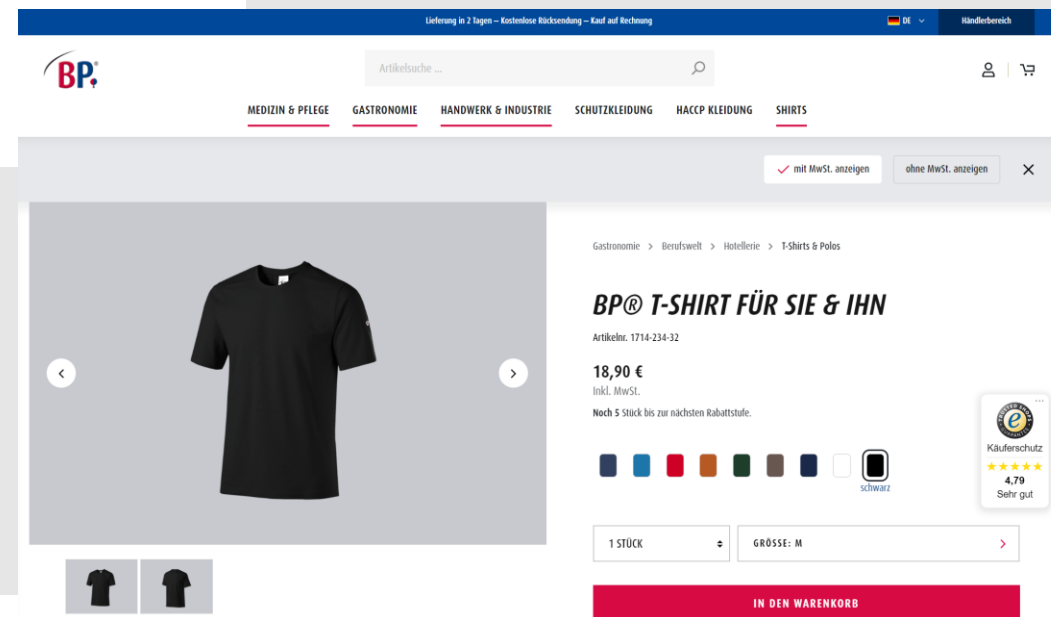 Lieferung in 2 Tagen – Kostenlose Rücksendung – Kauf auf Rechnung
DE
Händlerbereich
BP®
Artikelsuche ...
MEDIZIN & PFLEGE GASTRONOMIE HANDWERK & INDUSTRIE SCHUTZKLEIDUNG HACCP KLEIDUNG SHIRTS
mit MwSt. anzeigen
ohne MwSt. anzeigen
Gastronomie > Berufswelt > Hotellerie > T-Shirts & Polos
BP® T-SHIRT FÜR SIE & IHN
Artikelnr. 1714-234-32
18,90 €
Inkl. MwSt.
Noch 5 Stück bis zur nächsten Rabattstufe.
schwarz
TRUSTED SHOPS
e
Käuferschutz
4,79
Sehr gut
1 STÜCK
GRÖSSE: M
IN DEN WARENKORB